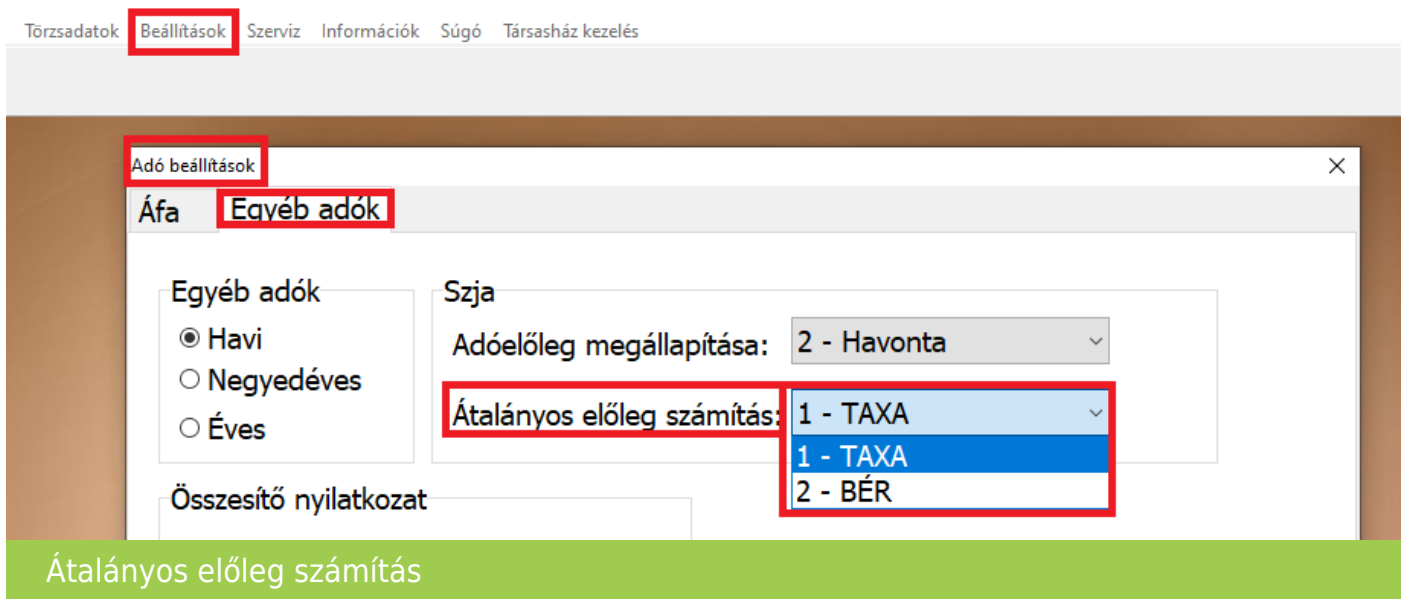 Törzsadatok Beállítások Szerviz Információk Súgó Társasház kezelés
Adó beállítások
Áfa Egyéb adók
Egyéb adók
Havi
Negyedéves
Éves
Szja
Adóelőleg megállapítása: 2 - Havonta
Átalányos előleg számítás: 1 - TAXA
1 - TAXA
2 - BÉR
Összesítő nyilatkozat
Átalányos előleg számítás